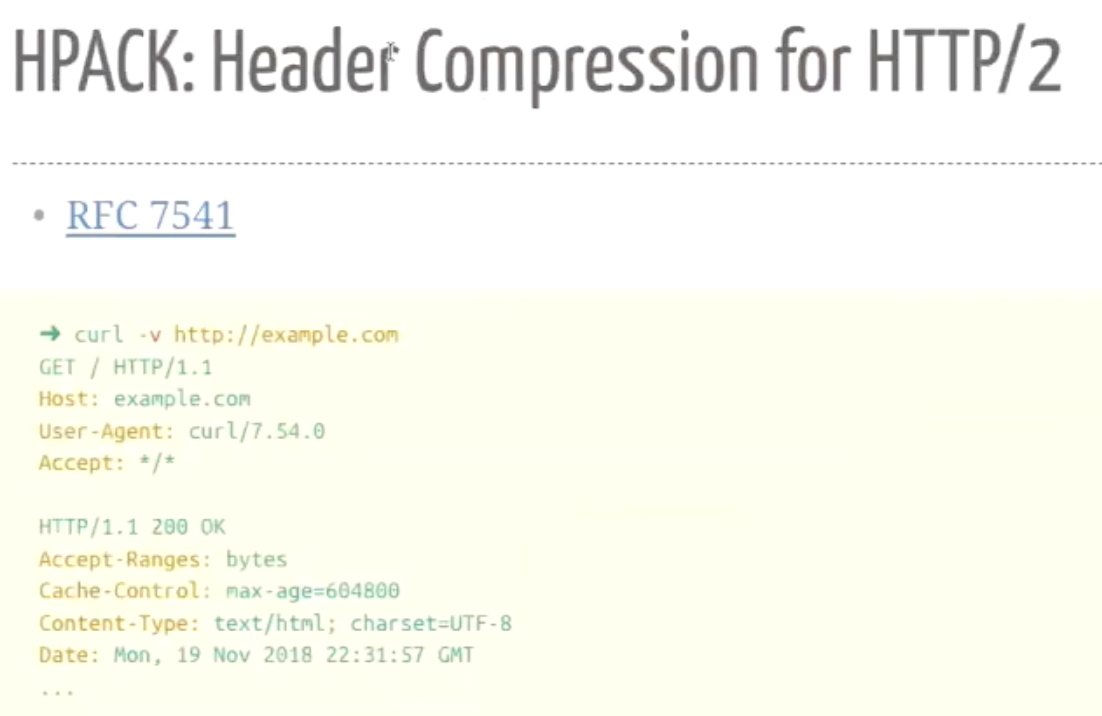 HPACK: Header Compression for HTTP/2
• RFC 7541
➜ curl -v http://example.com
GET / HTTP/1.1
Host: example.com
User-Agent: curl/7.54.0
Accept: */*
HTTP/1.1 200 OK
Accept-Ranges: bytes
Cache-Control: max-age=604800
Content-Type: text/html; charset=UTF-8
Date: Mon, 19 Nov 2018 22:31:57 GMT
...